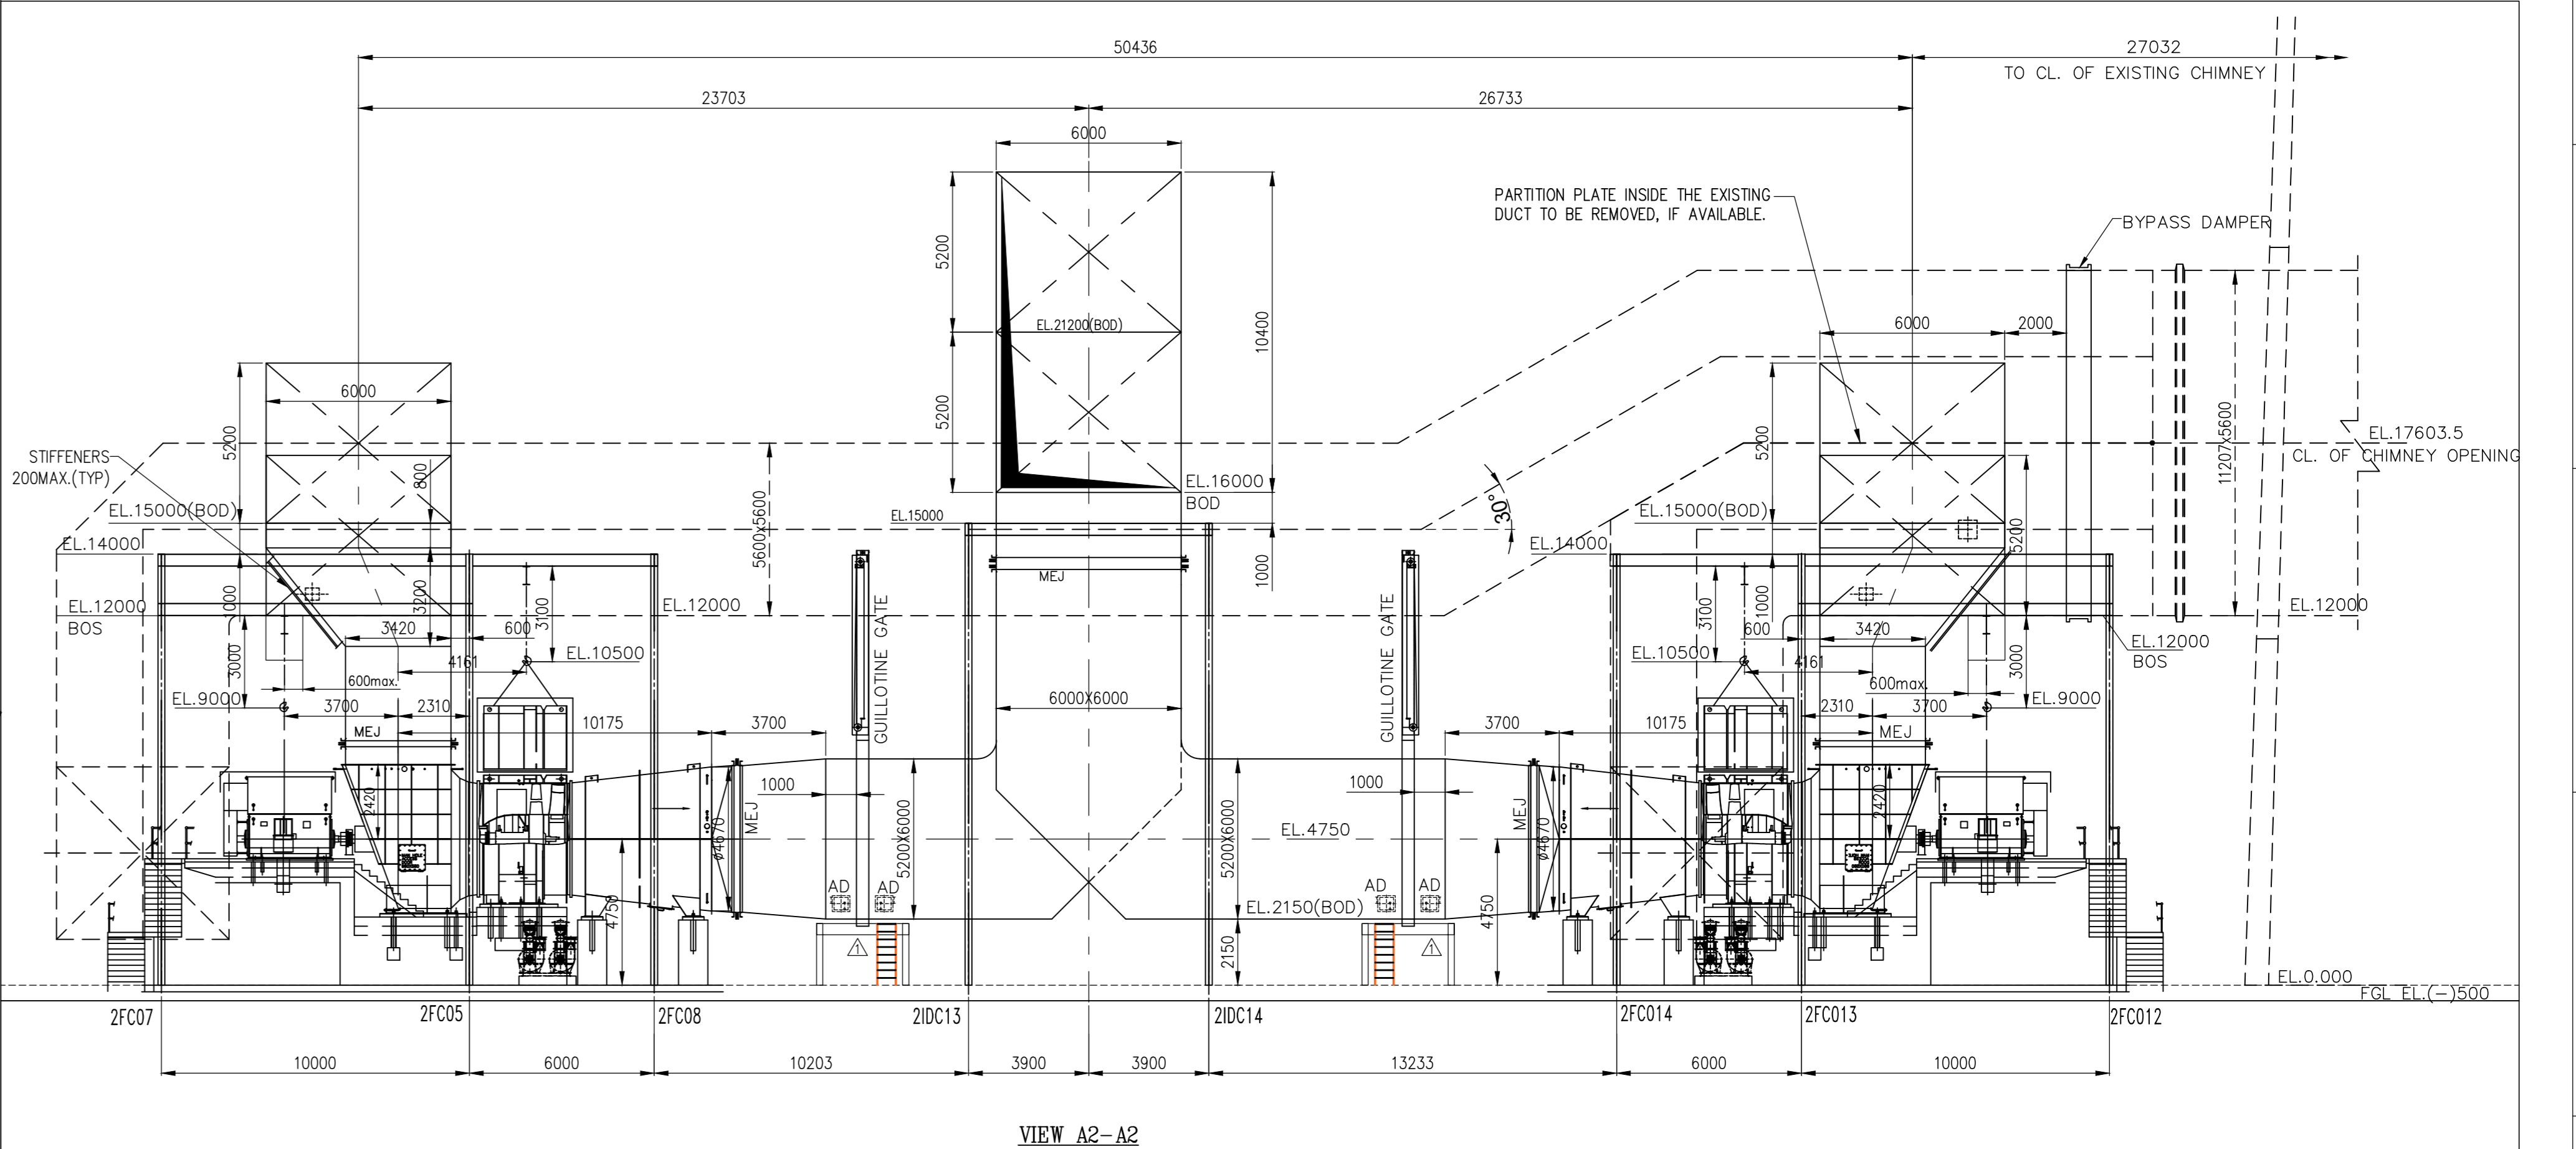 50436
27032
TO CL. OF EXISTING CHIMNEY
23703
26733
6000
PARTITION PLATE INSIDE THE EXISTING
DUCT TO BE REMOVED, IF AVAILABLE.
BYPASS DAMPER
5200
10400
EL.21200(BOD)
5200
6000
2000
6000
5200
5200
11207x5600
STIFFENERS
200MAX.(TYP)
800
5600x5600
EL.16000
BOD
30°
EL.17603.5
CL. OF CHIMNEY OPENING
EL.15000(BOD)
EL.15000
EL.15000(BOD)
5200
EL.14000
EL.14000
1000
3200
3100
MEJ
1000
3100
1000
EL.12000
BOS
EL.12000
EL.12000
EL.12000
BOS
3420
600
600
3420
GUILLOTINE GATE
GUILLOTINE GATE
3000
4161
EL.10500
EL.10500
4161
3000
600max.
600max.
EL.9000
3700
2310
6000X6000
2310
3700
EL.9000
MEJ
10175
3700
3700
10175
MEJ
2420
1000
1000
2420
ø4670
MEJ
5200X6000
5200X6000
EL.4750
MEJ
ø4670
AD
AD
AD
AD
4750
EL.2150(BOD)
4750
2150
1
1
EL.0.000
FGL EL.(-)500
2FC07
2FC05
2FC08
2IDC13
2IDC14
2FC014
2FC013
2FC012
10000
6000
10203
3900
3900
13233
6000
10000
VIEW A2-A2